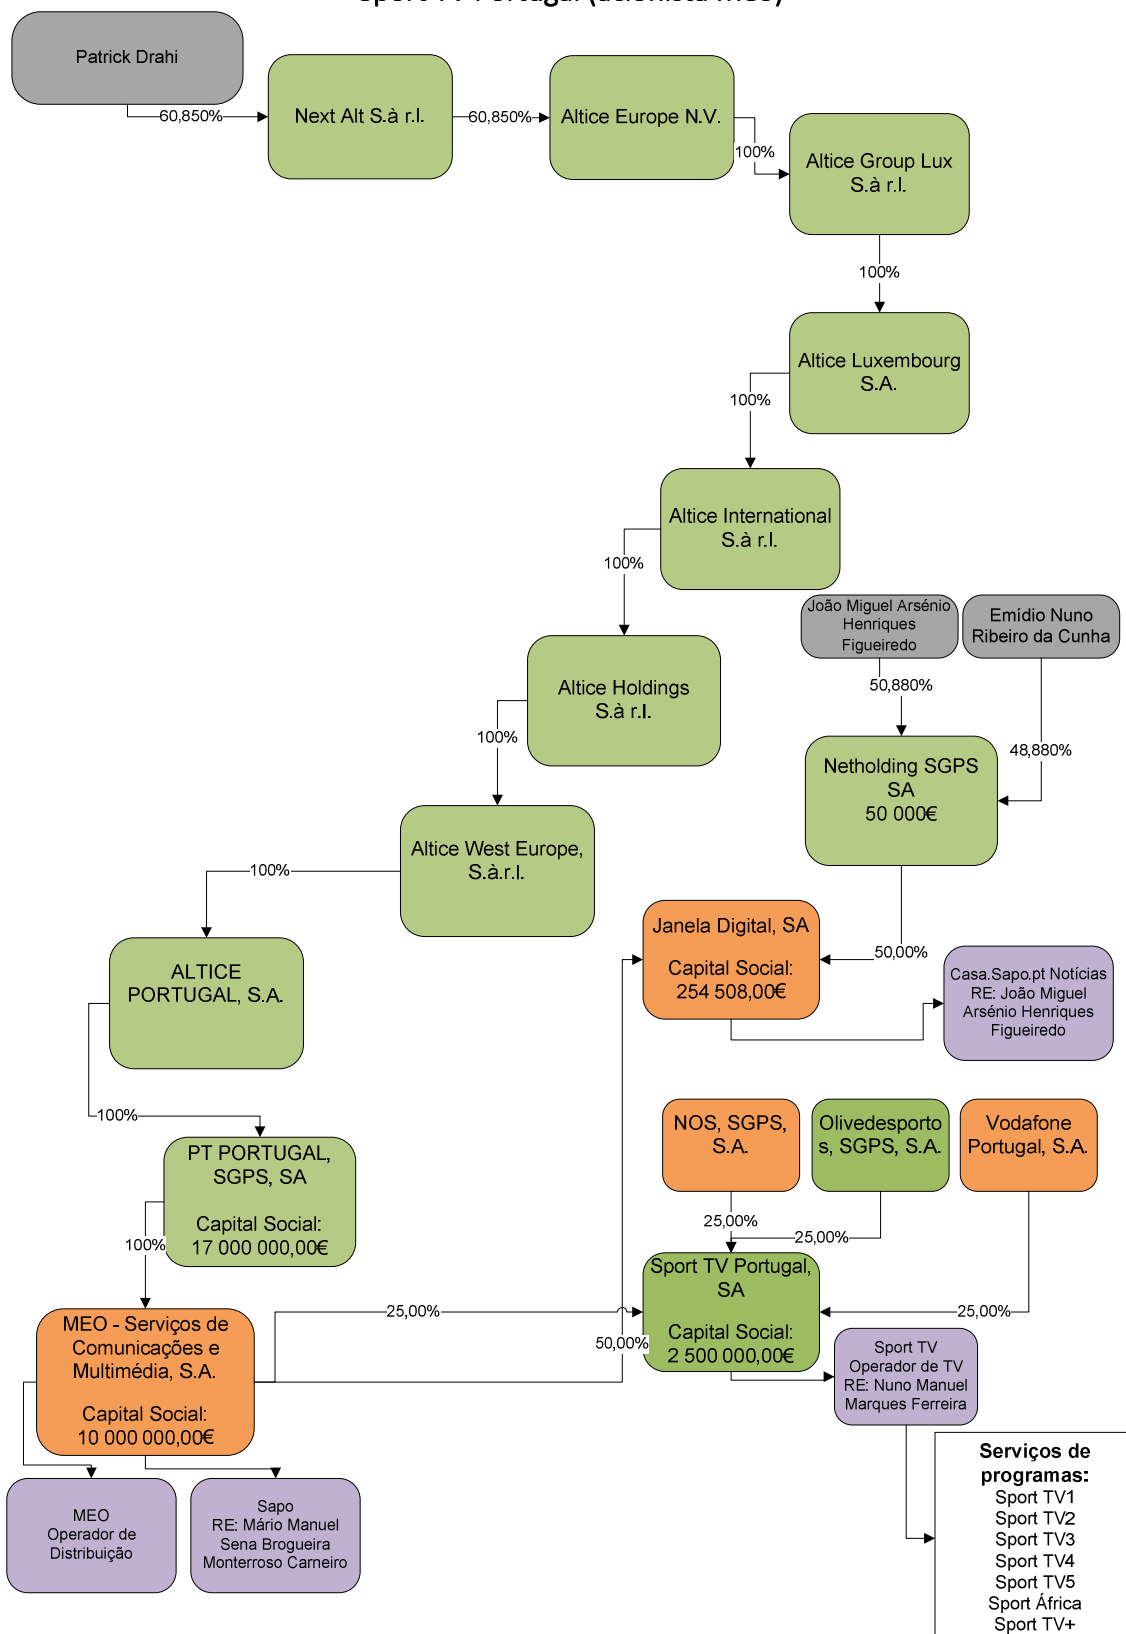 Sport TV Portugal (acionista Meo)
Patrick Drahi
60,850%
Next Alt S.à r.l.
60,850%
Altice Europe N.V.
100%
Altice Group Lux
S.à r.l.
100%
Altice Luxembourg
S.A.
100%
Altice International
S.à r.l.
100%
João Miguel Arsénio
Henriques
Figueiredo
Emídio Nuno
Ribeiro da Cunha
50,880%
48,880%
Altice Holdings
S.à r.l.
100%
Netholding SGPS
SA
50 000€
Altice West Europe,
S.à.r.l.
100%
50,00%
Janela Digital, SA
Capital Social:
254 508,00€
Casa.Sapo.pt Notícias
RE: João Miguel
Arsénio Henriques
Figueiredo
ALTICE
PORTUGAL, S.A.
100%
PT PORTUGAL,
SGPS, SA
Capital Social:
17 000 000,00€
100%
NOS, SGPS,
S.A.
Olivedesporto
s, SGPS, S.A.
Vodafone
Portugal, S.A.
25,00%
25,00%
25,00%
25,00%
50,00%
Sport TV Portugal,
SA
Capital Social:
2 500 000,00€
MEO - Serviços de
Comunicações e
Multimédia, S.A.
Capital Social:
10 000 000,00€
Sport TV
Operador de TV
RE: Nuno Manuel
Marques Ferreira
MEO
Operador de
Distribuição
Sapo
RE: Mário Manuel
Sena Brogueira
Monterroso Carneiro
Serviços de
programas:
Sport TV1
Sport TV2
Sport TV3
Sport TV4
Sport TV5
Sport África
Sport TV+